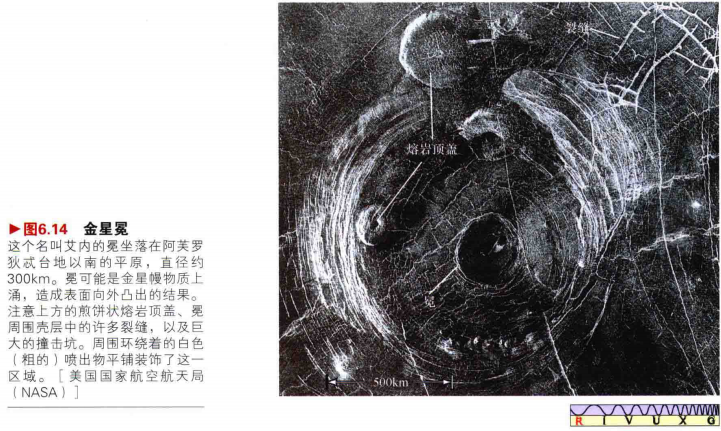 裂缝
熔岩顶盖
冕
500km
▶图6.14 金星冕
这个名叫艾内的冕坐落在阿芙罗
狄忒台地以南的平原，直径约
300km。冕可能是金星幔物质上
涌，造成表面向外凸出的结果。
注意上方的煎饼状熔岩顶盖、冕
周围壳层中的许多裂缝，以及巨
大的撞击坑。周围环绕着的白色
（粗的）喷出物平铺装饰了这一
区域。［美国国家航空航天局
（NASA）］
R I V U X G